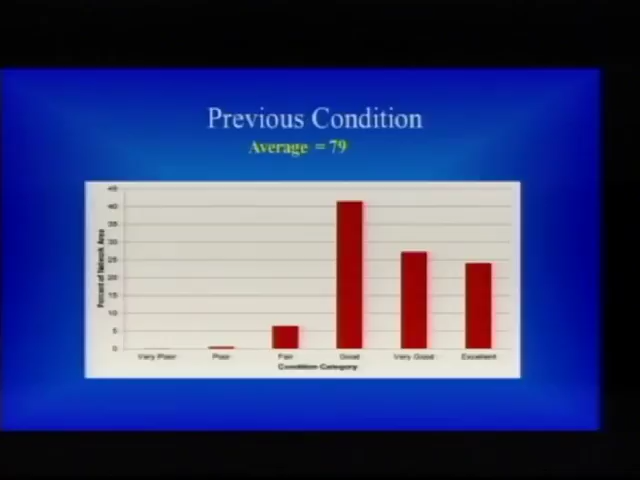 Previous Condition
Average = 79
45
40
35
30
25
20
15
10
5
0
Percent of Network Area
Very Poor Poor Fair Good Very Good Excellent
Condition Category